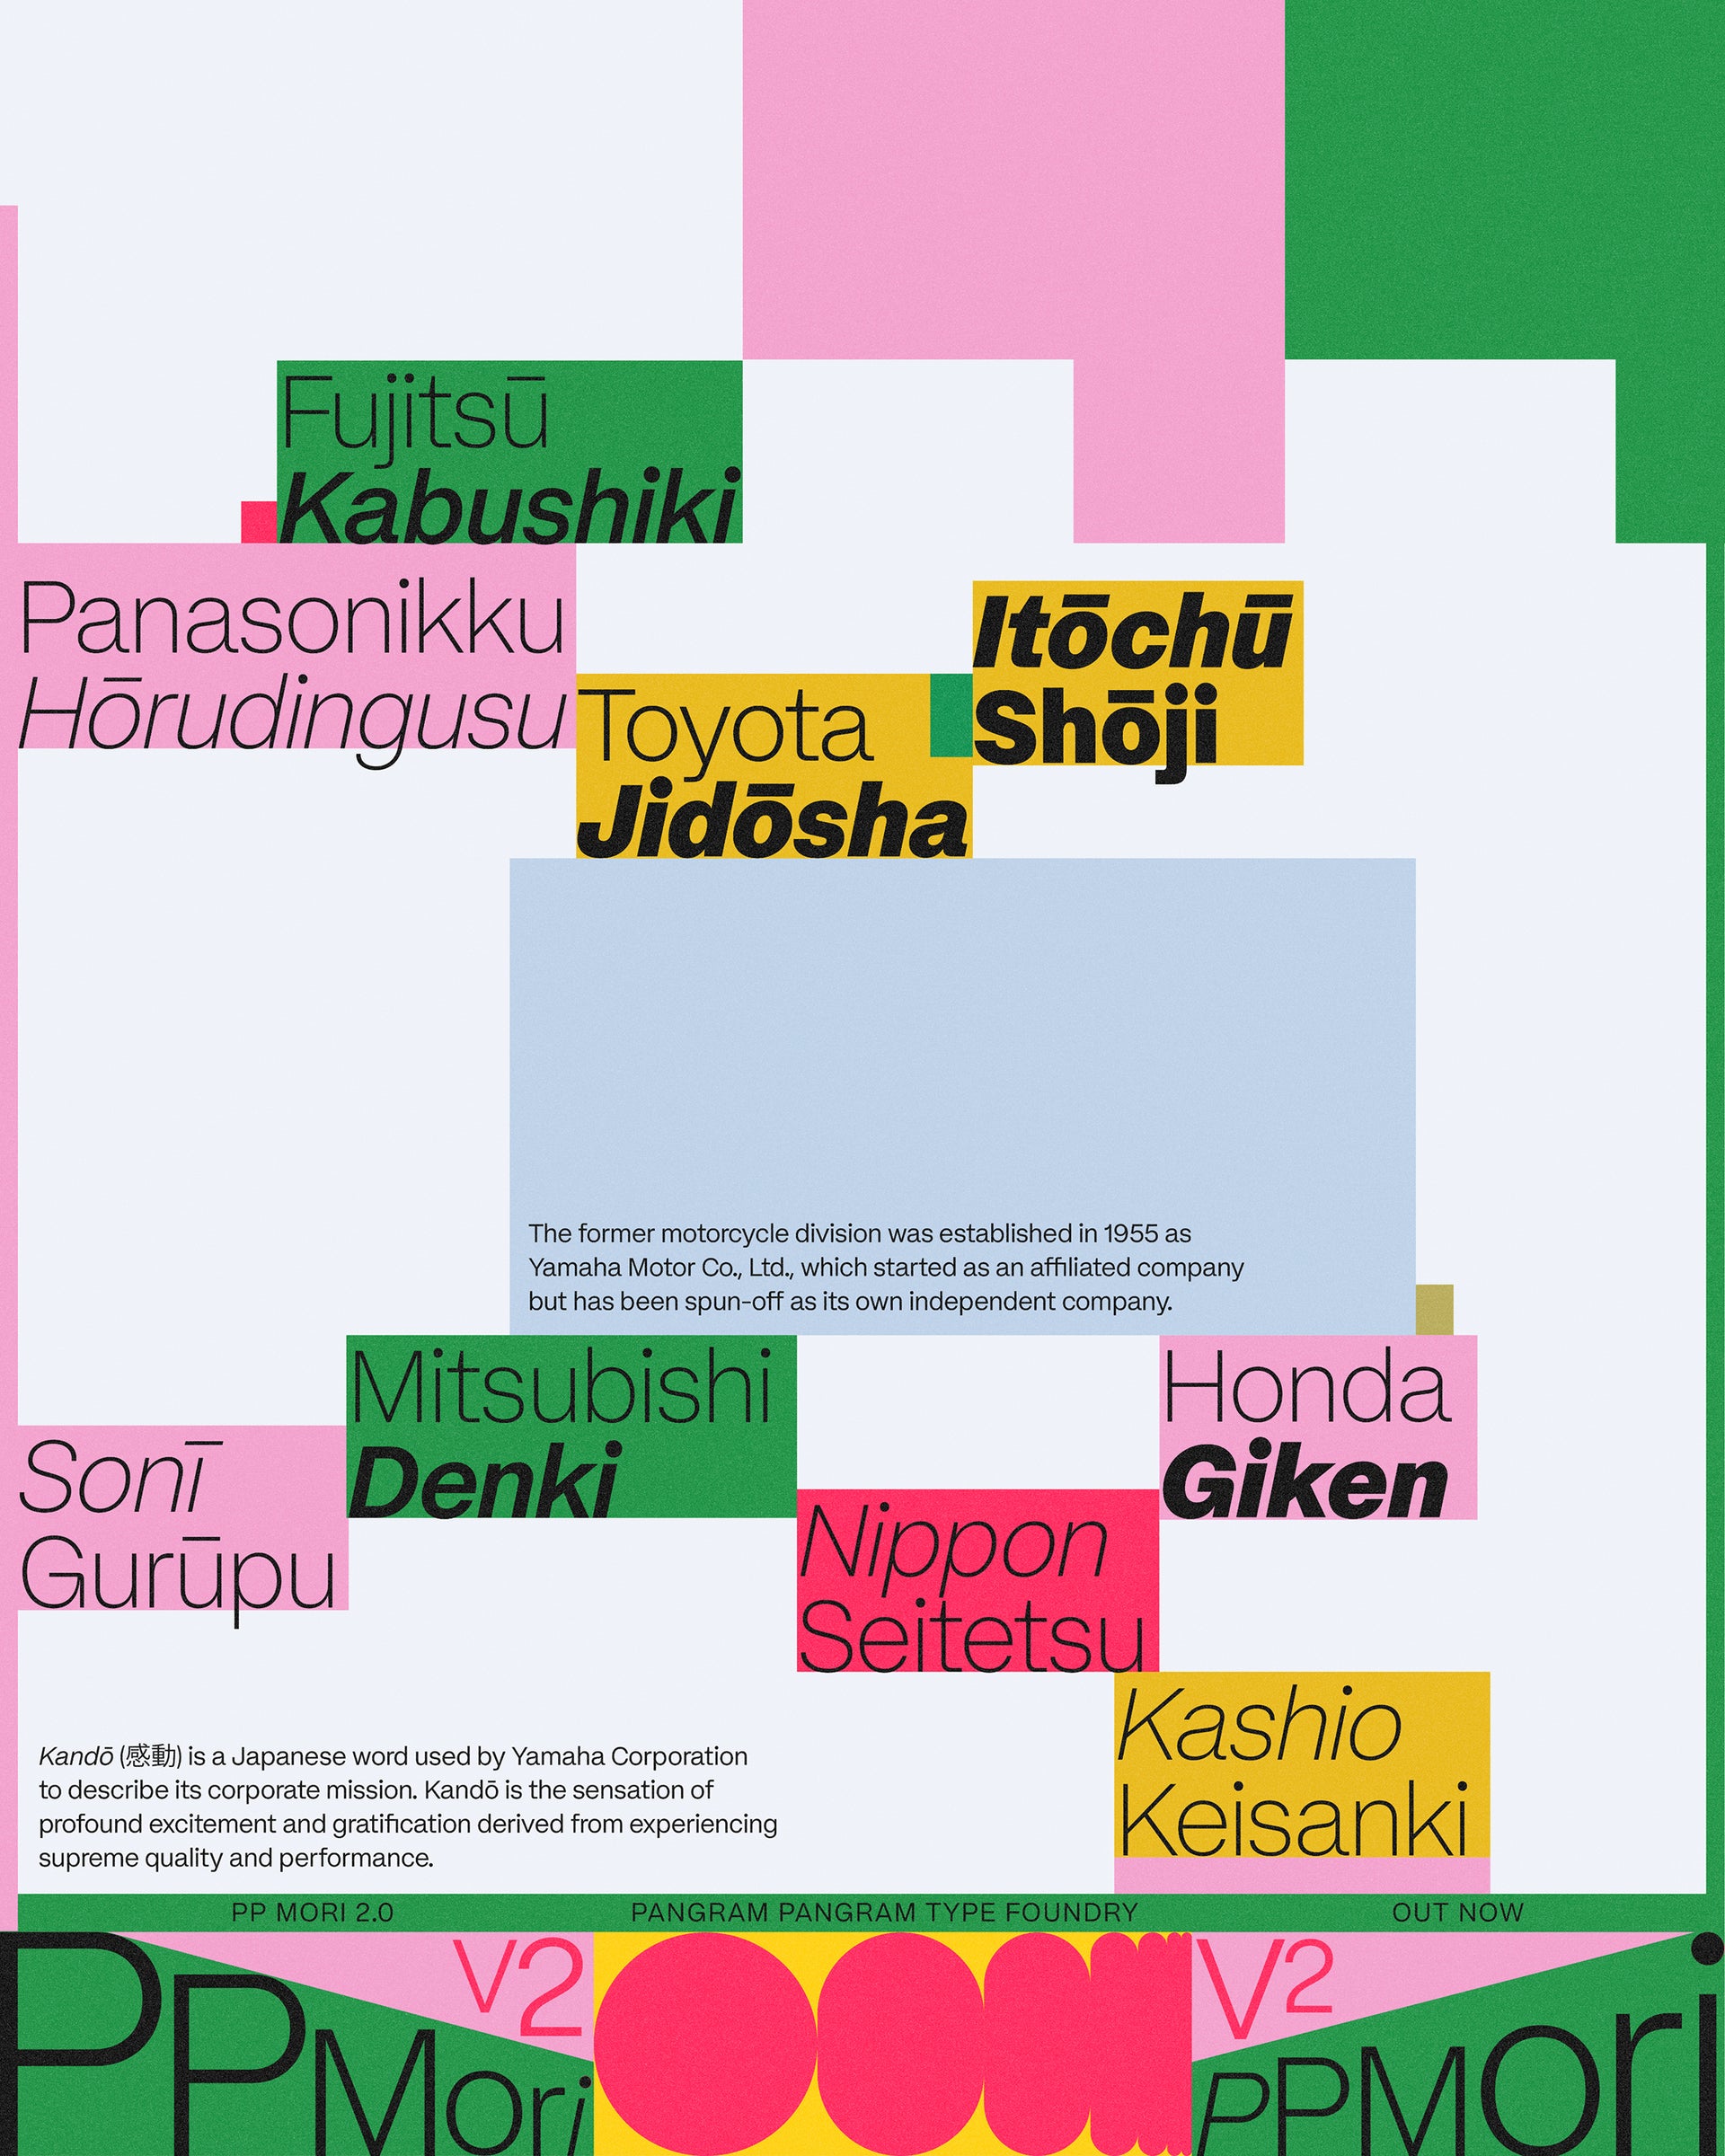 Fujitsū
Kabushiki
Panasonikku
Hōrudingusu
Itōchū
Shōji
Toyota
Jidōsha
The former motorcycle division was established in 1955 as
Yamaha Motor Co., Ltd., which started as an affiliated company
but has been spun-off as its own independent company.
Mitsubishi
Denki
Honda
Giken
Sonī
Gurūpu
Nippon
Seitetsu
Kashio
Keisanki
Kandō (感動) is a Japanese word used by Yamaha Corporation
to describe its corporate mission. Kandō is the sensation of
profound excitement and gratification derived from experiencing
supreme quality and performance.
PP MORI 2.0 PANGRAM PANGRAM TYPE FOUNDRY OUT NOW
V2 V2
PPMori PPMori